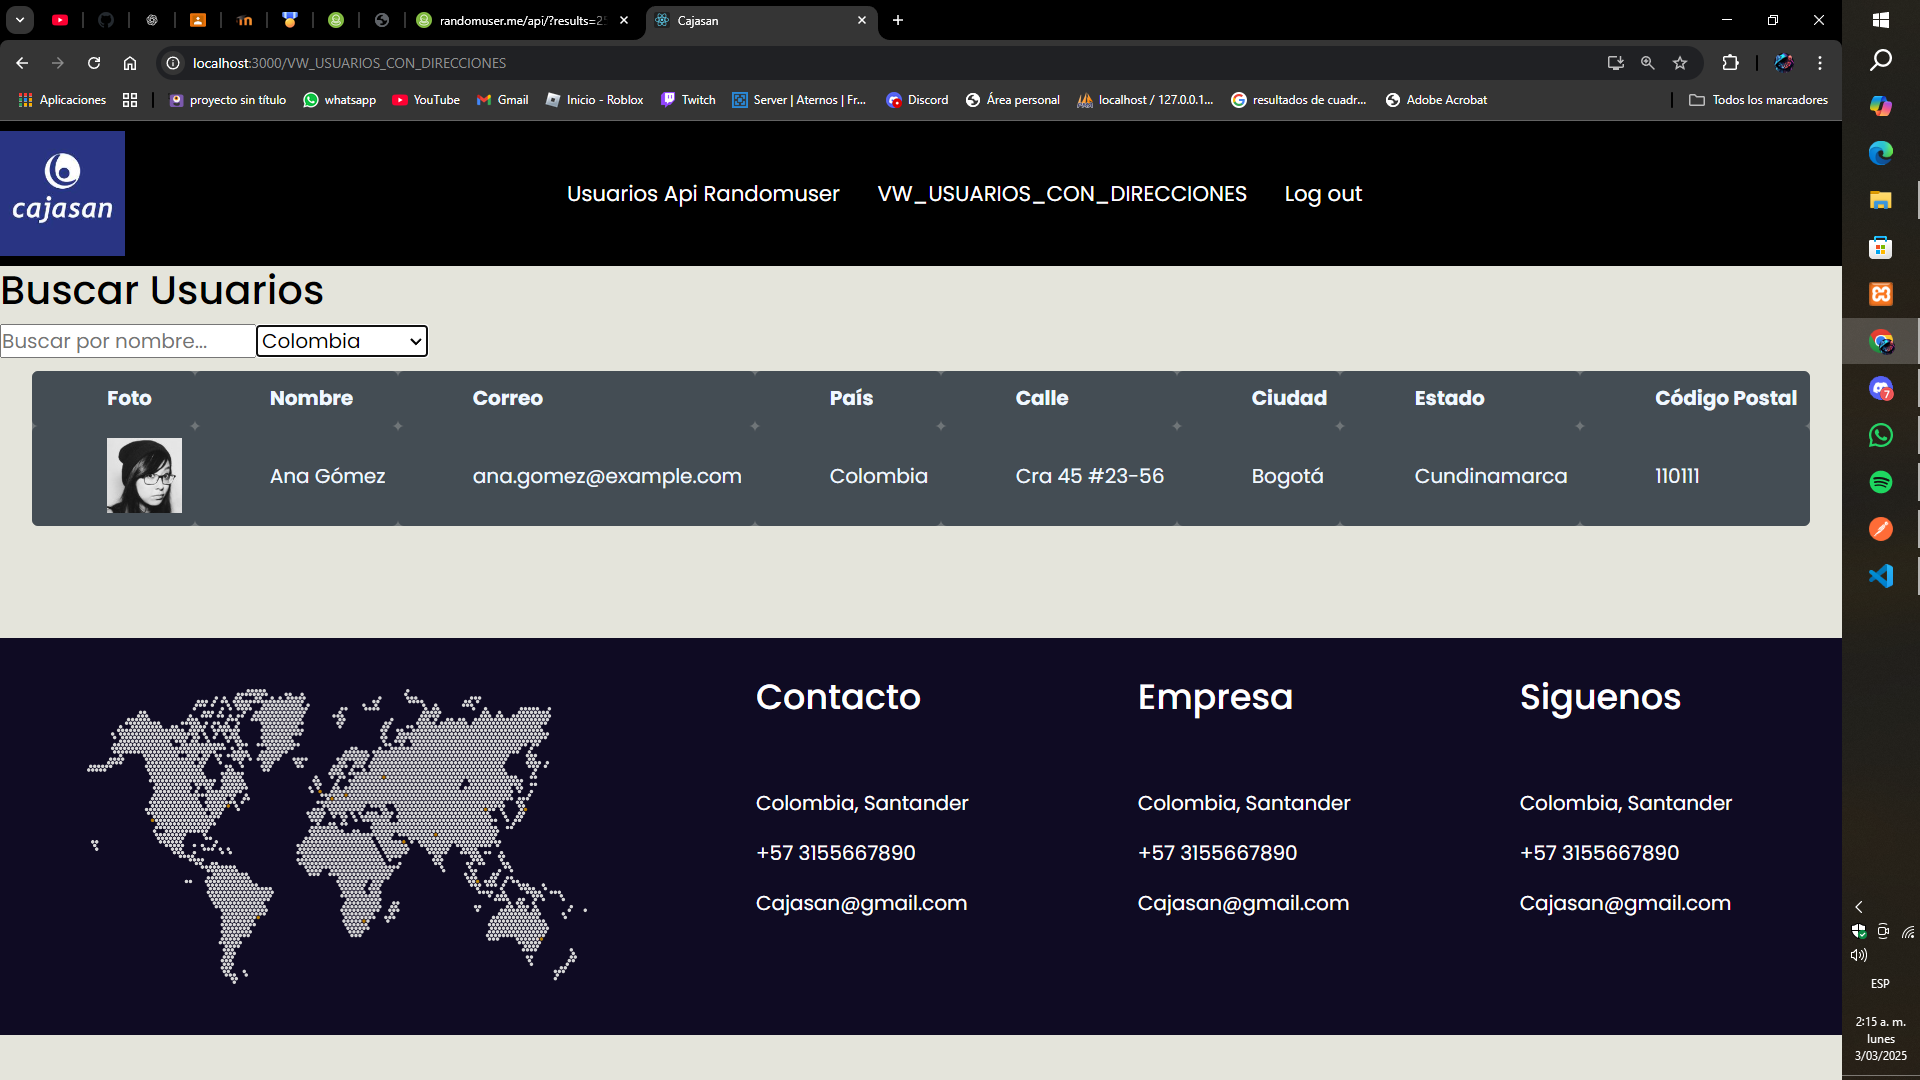 randomuser.me/api/?results=25
Cajasan
localhost:3000/VW_USUARIOS_CON_DIRECCIONES
Aplicaciones
proyecto sin título
whatsapp
YouTube
Gmail
Inicio - Roblox
Twitch
Server | Aternos | Fr...
Discord
Área personal
localhost / 127.0.0.1...
resultados de cuadr...
Adobe Acrobat
Todos los marcadores
cajasan
Usuarios Api Randomuser
VW_USUARIOS_CON_DIRECCIONES
Log out
Buscar Usuarios
Buscar por nombre...
Colombia
Foto Nombre Correo País Calle Ciudad Estado Código Postal
Ana Gómez ana.gomez@example.com Colombia Cra 45 #23-56 Bogotá Cundinamarca 110111
Contacto
Colombia, Santander
+57 3155667890
Cajasan@gmail.com
Empresa
Colombia, Santander
+57 3155667890
Cajasan@gmail.com
Siguenos
Colombia, Santander
+57 3155667890
Cajasan@gmail.com
7
ESP
2:15 a. m.
lunes
3/03/2025